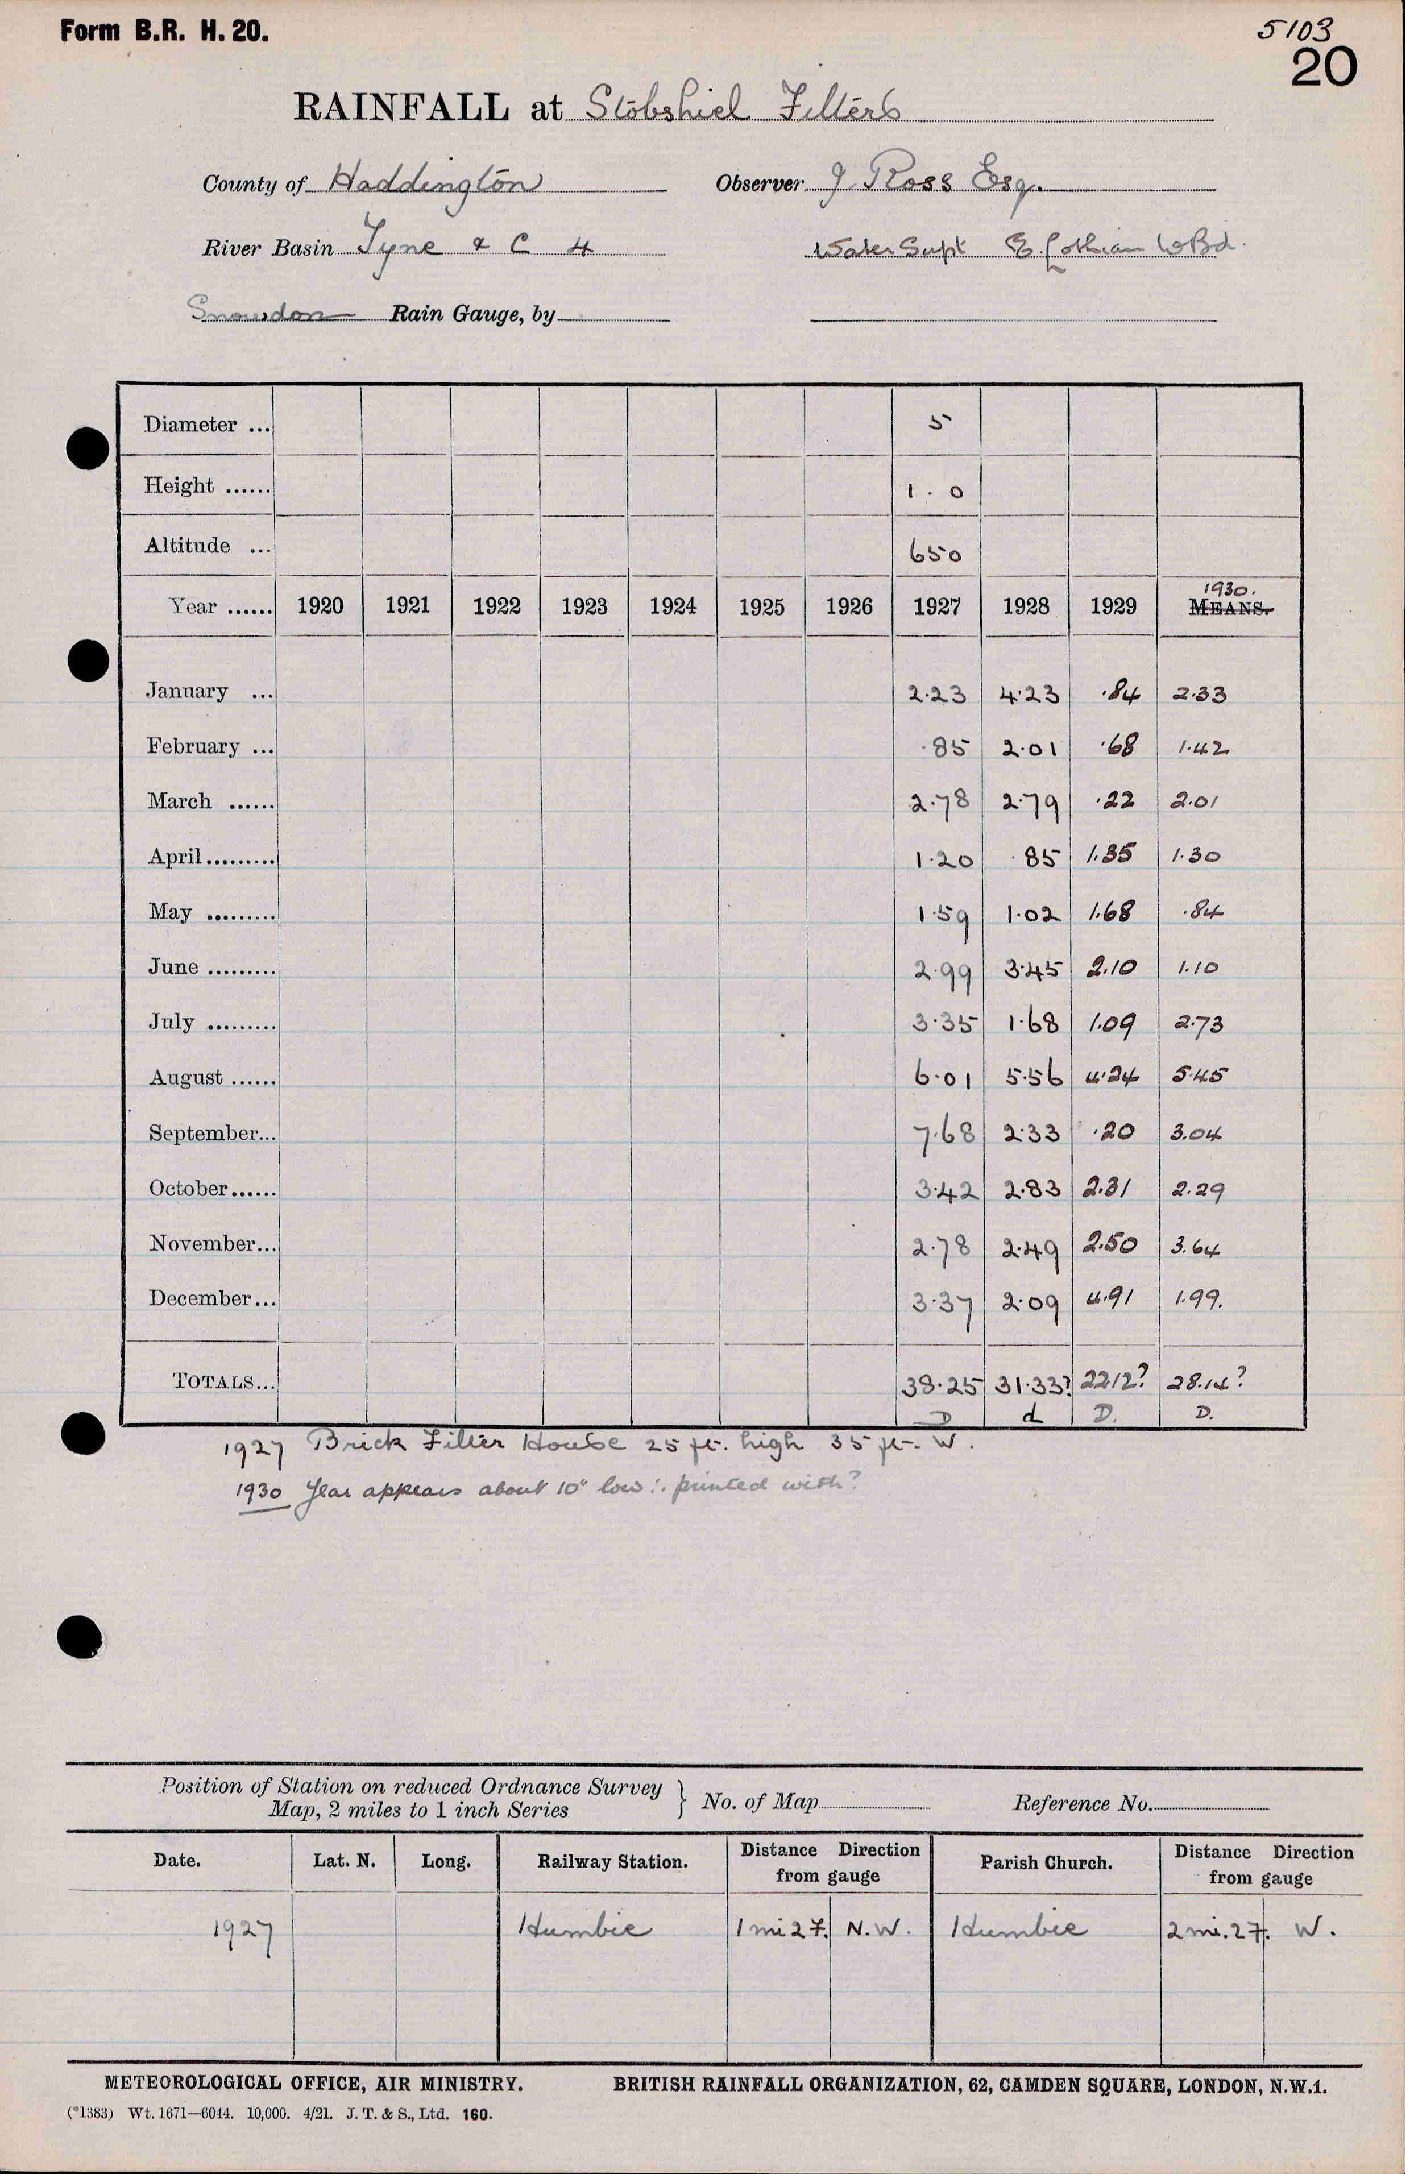 Form B.R. H. 20.
5103
20
RAINFALL at Stobshiel Filters
County of Haddington Observer J. Ross Esq.
River Basin Tyne & C 4 Water Supt E. Lothian W Bd.
Snowdon Rain Gauge, by
Diameter ... 5
Height ...... 1.0
Altitude ... 650
Year ...... 1920 1921 1922 1923 1924 1925 1926 1927 1928 1929 1930. MEANS.
January ... 2.23 4.23 .84 2.33
February ... .85 2.01 .68 1.42
March ...... 2.78 2.79 .22 2.01
April ......... 1.20 .85 1.35 1.30
May ......... 1.59 1.02 1.68 .84
June ......... 2.99 3.45 2.10 1.10
July ......... 3.35 1.68 1.09 2.73
August ...... 6.01 5.56 4.24 5.45
September... 7.68 2.33 .20 3.04
October ...... 3.42 2.83 2.31 2.29
November... 2.78 2.49 2.50 3.64
December... 3.37 2.09 4.91 1.99.
TOTALS... 38.25 31.33? 22.12? 28.14?
D d D. D.
1927 Brick Filter House 25 ft. high 35 ft. W.
1930 Year appears about 10" low ∴ printed with?
Position of Station on reduced Ordnance Survey
Map, 2 miles to 1 inch Series } No. of Map Reference No.
Date. Lat. N. Long. Railway Station. Distance Direction from gauge Parish Church. Distance Direction from gauge
1927 Humbie 1 mi 2 f. N.W. Humbie 2 mi. 2 f. W.
METEOROLOGICAL OFFICE, AIR MINISTRY. BRITISH RAINFALL ORGANIZATION, 62, CAMDEN SQUARE, LONDON, N.W.1.
(*1383) Wt. 1671—6044. 10,000. 4/21. J. T. & S., Ltd. 160.